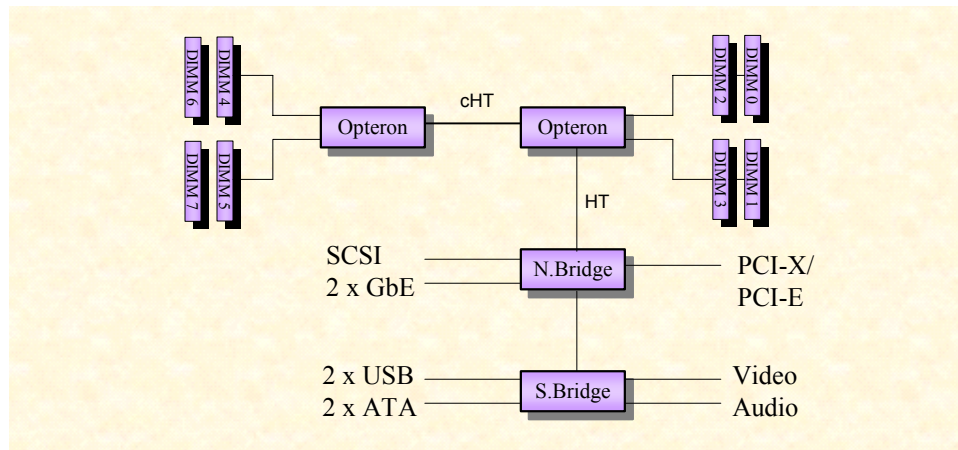 DIMM 6
DIMM 4
DIMM 2
DIMM 0
cHT
Opteron
Opteron
DIMM 7
DIMM 5
DIMM 3
DIMM 1
HT
SCSI
2 x GbE
N.Bridge
PCI-X/
PCI-E
2 x USB
2 x ATA
S.Bridge
Video
Audio